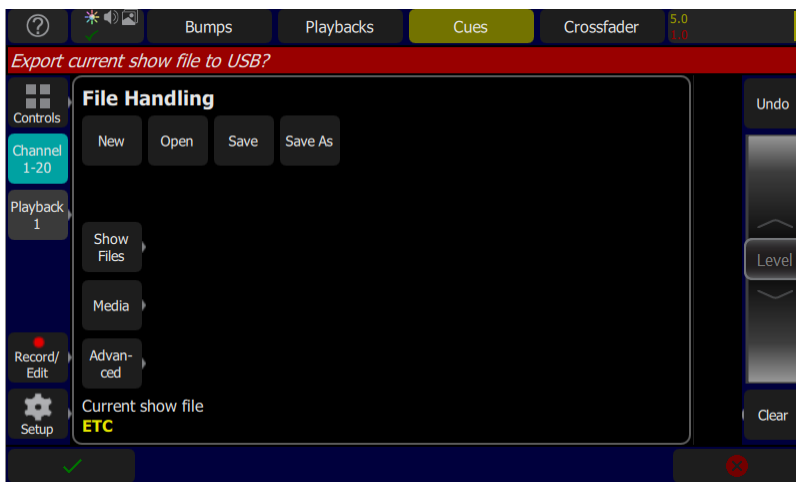 ?
Bumps
Playbacks
Cues
Crossfader
5.0
1.0
Export current show file to USB?
Controls
Channel
1-20
Playback
1
Record/
Edit
Setup
File Handling
New
Open
Save
Save As
Show
Files
Media
Advan-
ced
Current show file
ETC
Undo
Level
Clear